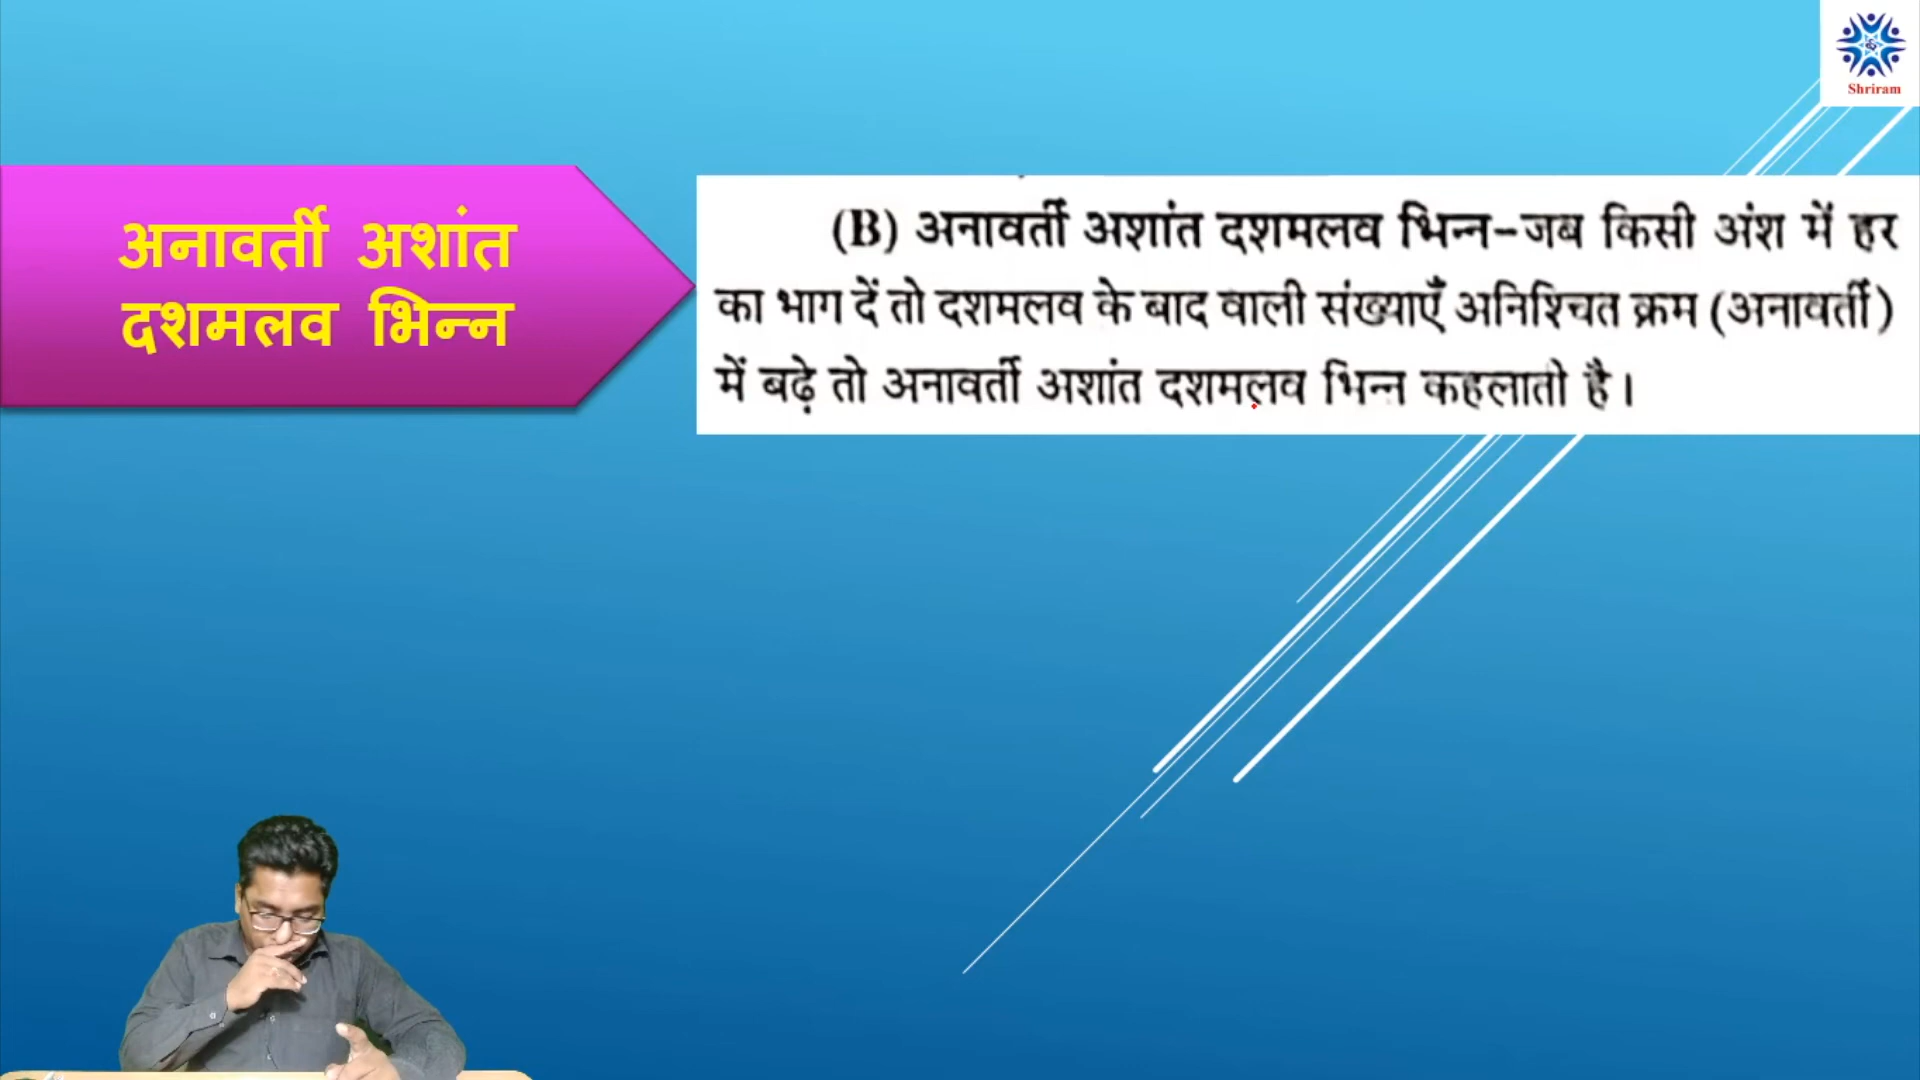 Shriram
अनावर्ती अशांत
दशमलव भिन्न
(B) अनावर्ती अशांत दशमलव भिन्न–जब किसी अंश में हर
का भाग दें तो दशमलव के बाद वाली संख्याएँ अनिश्चित क्रम (अनावर्ती)
में बढ़े तो अनावर्ती अशांत दशमलव भिन्न कहलाती है।